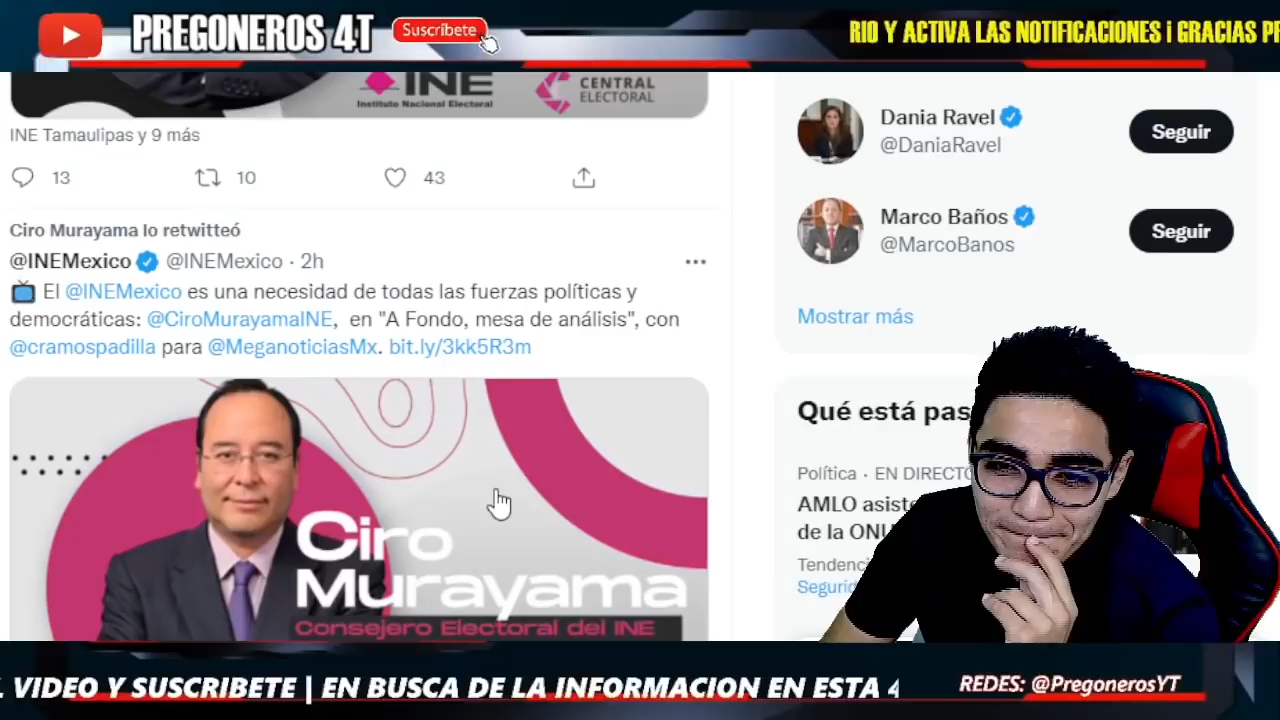 PREGONEROS 4T
Suscríbete
RIO Y ACTIVA LAS NOTIFICACIONES ¡ GRACIAS
INE
Instituto Nacional Electoral
CENTRAL
ELECTORAL
INE Tamaulipas y 9 más
13 10 43
Ciro Murayama lo retwitteó
@INEMexico @INEMexico · 2h
El @INEMexico es una necesidad de todas las fuerzas políticas y
democráticas: @CiroMurayamaINE, en "A Fondo, mesa de análisis", con
@cramospadilla para @MeganoticiasMx. bit.ly/3kk5R3m
Ciro
Murayama
Consejero Electoral del INE
Dania Ravel
@DaniaRavel
Seguir
Marco Baños
@MarcoBanos
Seguir
Mostrar más
Qué está pas
Política · EN DIRECTO
AMLO asiste
de la ONU
Tendenci
Segurid
VIDEO Y SUSCRIBETE | EN BUSCA DE LA INFORMACION EN ESTA 4
REDES: @PregonerosYT